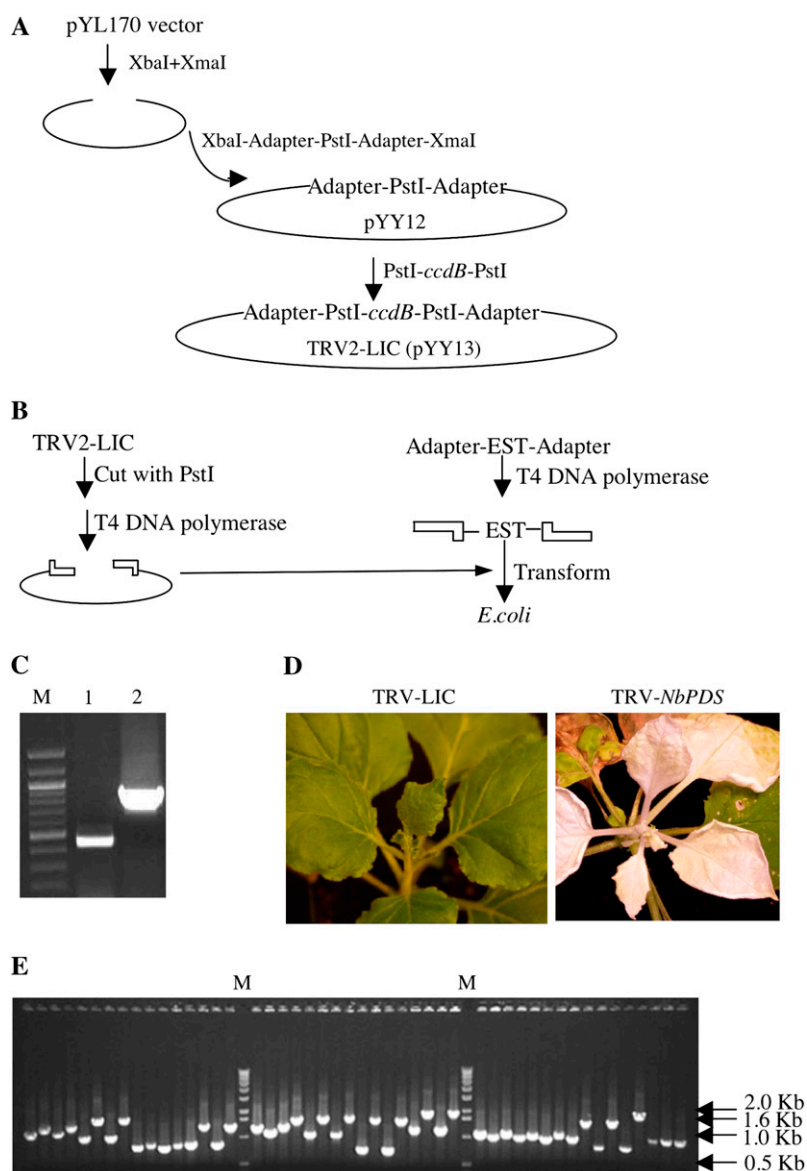 A
pYL170 vector
XbaI+XmaI
XbaI-Adapter-PstI-Adapter-XmaI
Adapter-PstI-Adapter
pYY12
PstI-ccdB-PstI
Adapter-PstI-ccdB-PstI-Adapter
TRV2-LIC (pYY13)
B
TRV2-LIC
Cut with PstI
T4 DNA polymerase
Adapter-EST-Adapter
T4 DNA polymerase
EST
Transform
E.coli
C
M 1 2
D
TRV-LIC TRV-NbPDS
E
M M
2.0 Kb
1.6 Kb
1.0 Kb
0.5 Kb